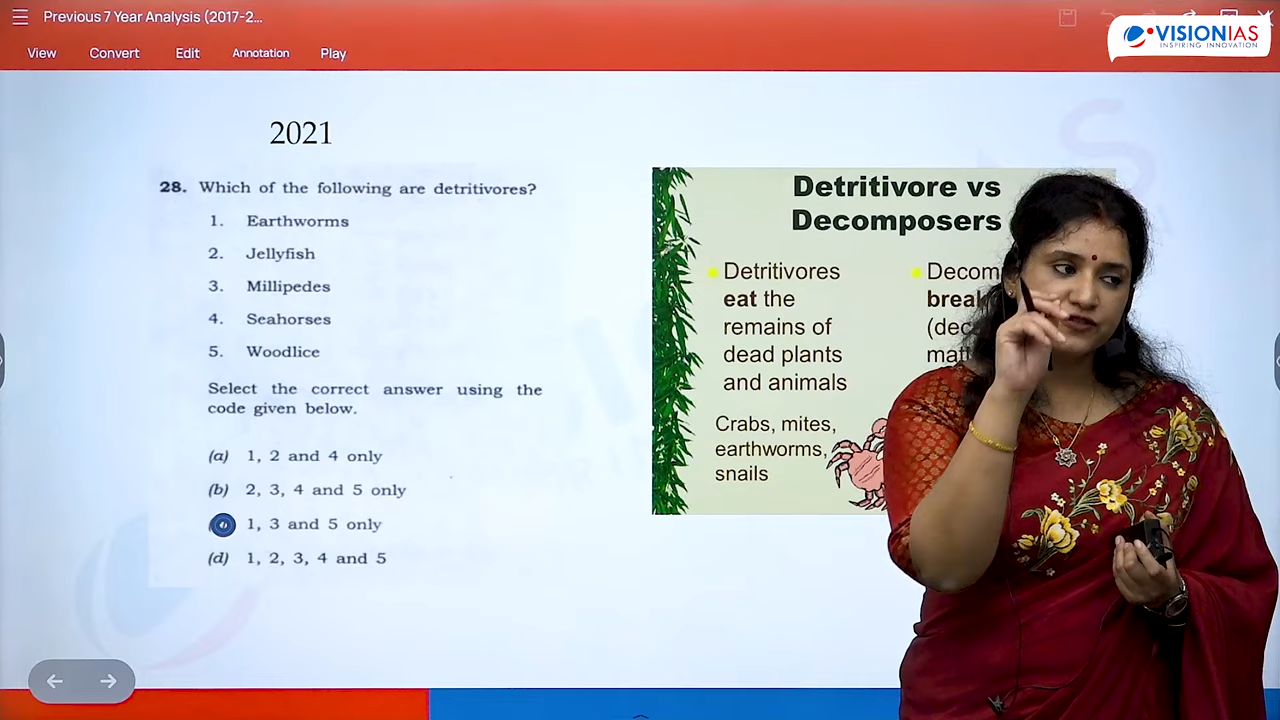 Previous 7 Year Analysis (2017-2...
View Convert Edit Annotation Play
VISIONIAS
INSPIRING INNOVATION
2021
28. Which of the following are detritivores?
1. Earthworms
2. Jellyfish
3. Millipedes
4. Seahorses
5. Woodlice
Select the correct answer using the
code given below.
(a) 1, 2 and 4 only
(b) 2, 3, 4 and 5 only
1, 3 and 5 only
(d) 1, 2, 3, 4 and 5
Detritivore vs
Decomposers
Detritivores
eat the
remains of
dead plants
and animals
Crabs, mites,
earthworms,
snails